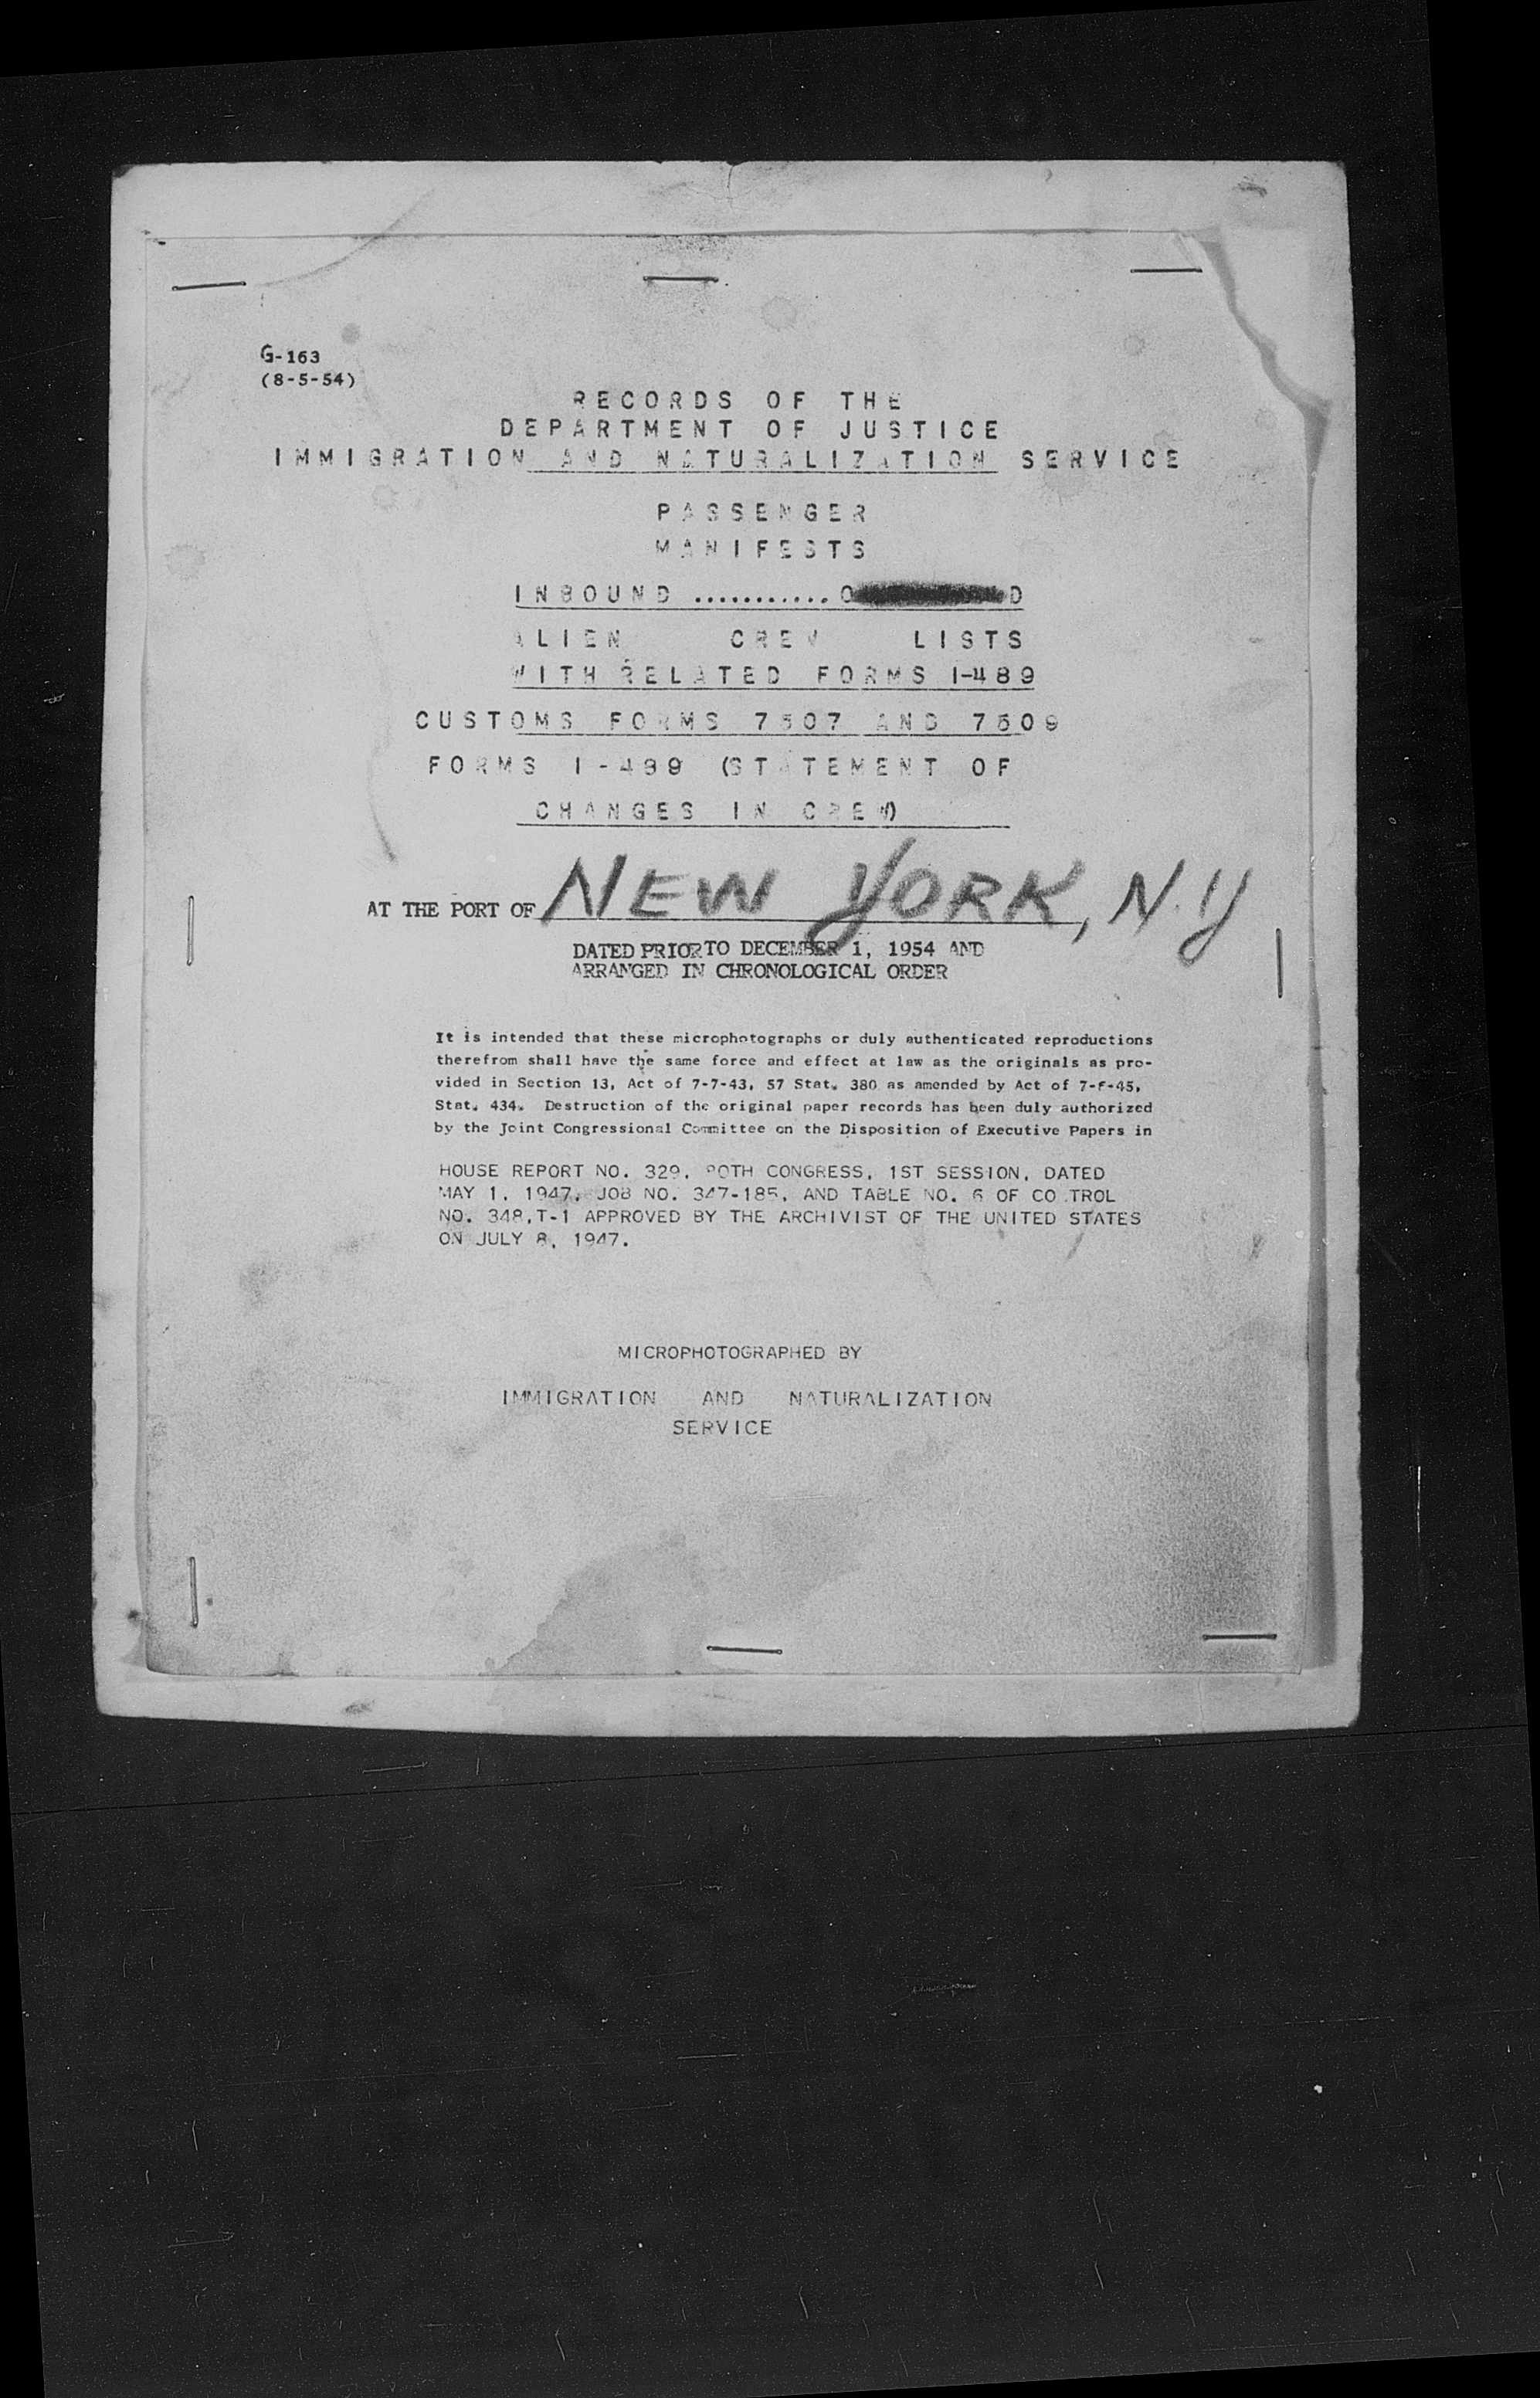 G-163
(8-5-54)
RECORDS OF THE
DEPARTMENT OF JUSTICE
IMMIGRATION AND NATURALIZATION SERVICE
PASSENGER
MANIFESTS
INBOUND ...........
ALIEN CREW LISTS
WITH RELATED FORMS I-489
CUSTOMS FORMS 7507 AND 7509
FORMS I-489 (STATEMENT OF
CHANGES IN CREW)
AT THE PORT OF NEW YORK, N.Y
DATED PRIOR TO DECEMBER 1, 1954 AND
ARRANGED IN CHRONOLOGICAL ORDER
It is intended that these microphotographs or duly authenticated reproductions
therefrom shall have the same force and effect at law as the originals as pro-
vided in Section 13, Act of 7-7-43, 57 Stat. 380 as amended by Act of
Stat. 434. Destruction of the original paper records has been duly authorized
by the Joint Congressional Committee on the Disposition of Executive Papers in
HOUSE REPORT NO. 329, 80TH CONGRESS, 1ST SESSION, DATED
MAY 1, 1947, JOB NO. 347-185, AND TABLE NO. 6 OF CO TROL
NO. 348,T-1 APPROVED BY THE ARCHIVIST OF THE UNITED STATES
ON JULY 8, 1947.
MICROPHOTOGRAPHED BY
IMMIGRATION AND NATURALIZATION
SERVICE